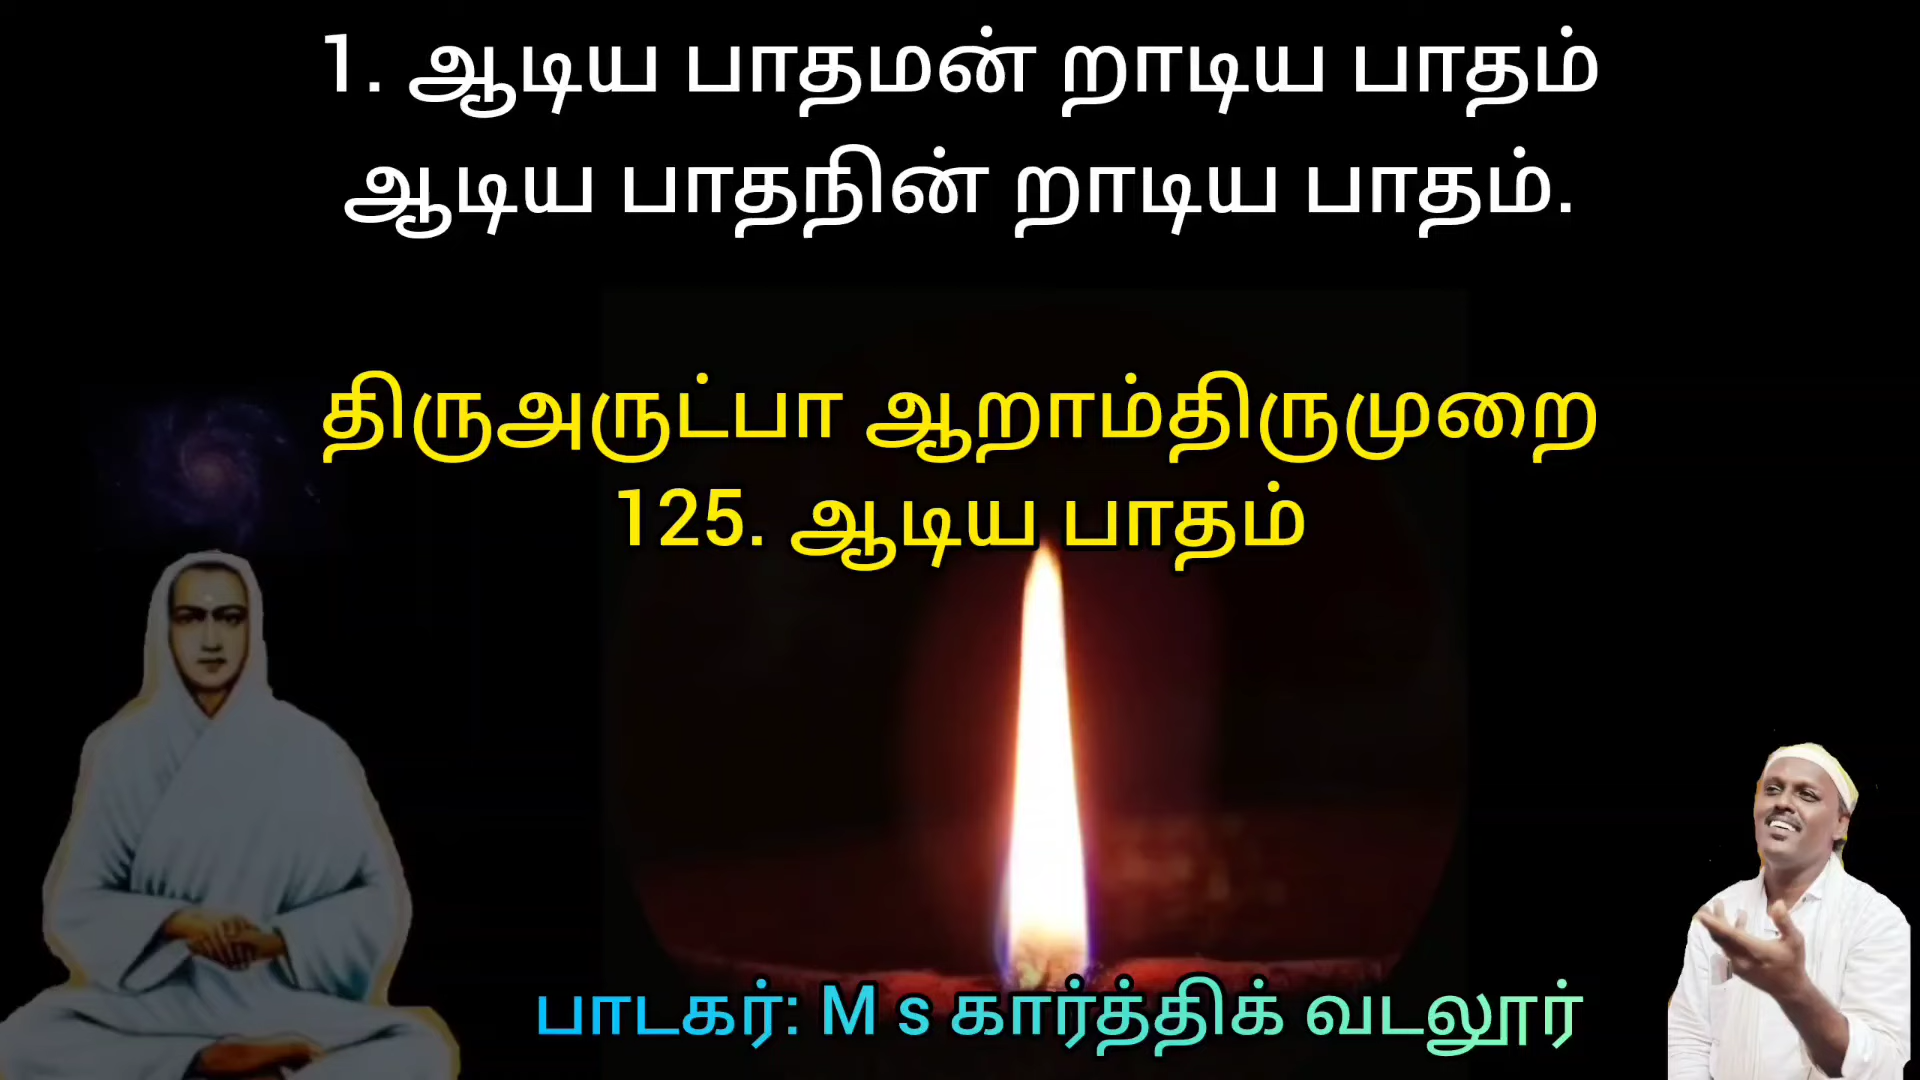 1. ஆடிய பாதமன் றாடிய பாதம்
ஆடிய பாதநின் றாடிய பாதம்.
திருஅருட்பா ஆறாம்திருமுறை
125. ஆடிய பாதம்
பாடகர்: M s கார்த்திக் வடலூர்